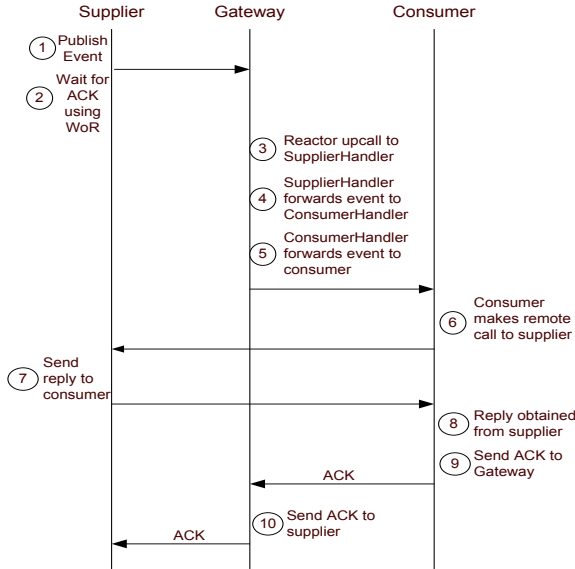 Supplier Gateway Consumer
1 Publish
Event
2 Wait for
ACK
using
WoR
3 Reactor upcall to
SupplierHandler
4 SupplierHandler
forwards event to
ConsumerHandler
5 ConsumerHandler
forwards event to
consumer
6 Consumer
makes remote
call to supplier
7 Send
reply to
consumer
8 Reply obtained
from supplier
9 Send ACK to
Gateway
ACK
10 Send ACK to
supplier
ACK